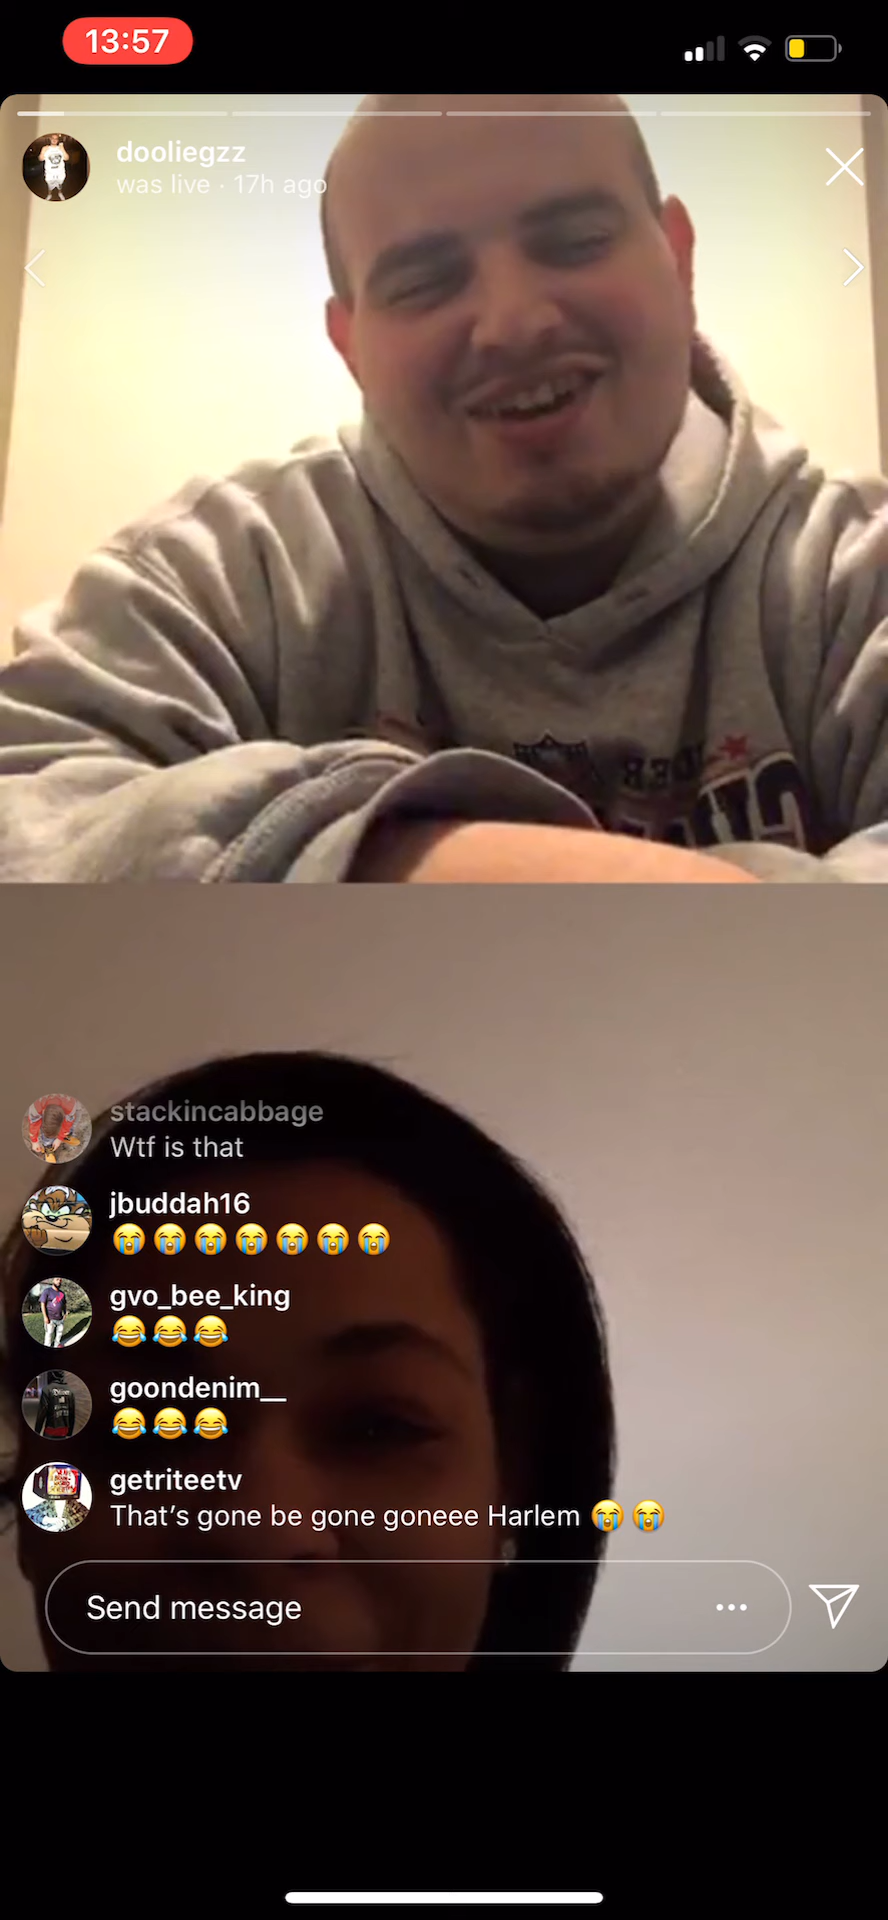 13:57
dooliegzz
was live · 17h ago
stackincabbage
Wtf is that
jbuddah16
😭😭😭😭😭😭😭
gvo_bee_king
😂😂😂
goondenim__
😂😂😂
getriteetv
That’s gone be gone goneee Harlem 😭😭
Send message